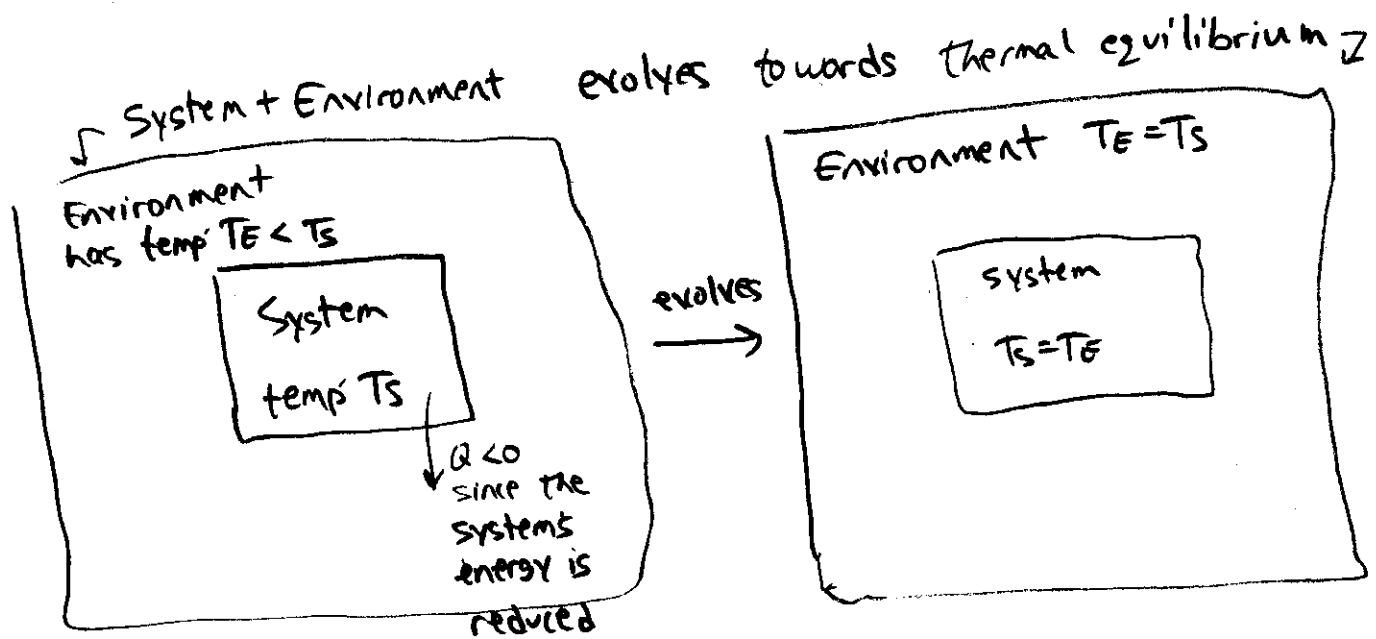 System + Environment evolves towards thermal equilibrium
Environment
has temp TE < TS
System
temp TS
Q < 0
since the
systems
energy is
reduced
evolves
Environment TE = TS
system
TS = TE